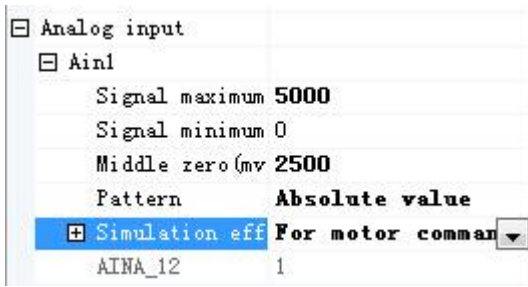 Analog input
Ain1
Signal maximum 5000
Signal minimum 0
Middle zero(mv 2500
Pattern Absolute value
Simulation eff For motor comman
AINA_12 1